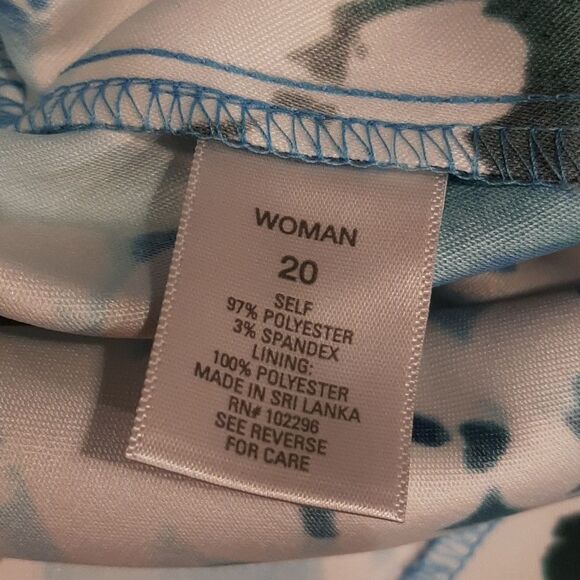 WOMAN
20
SELF
97% POLYESTER
3% SPANDEX
LINING:
100% POLYESTER
MADE IN SRI LANKA
RN# 102296
SEE REVERSE
FOR CARE